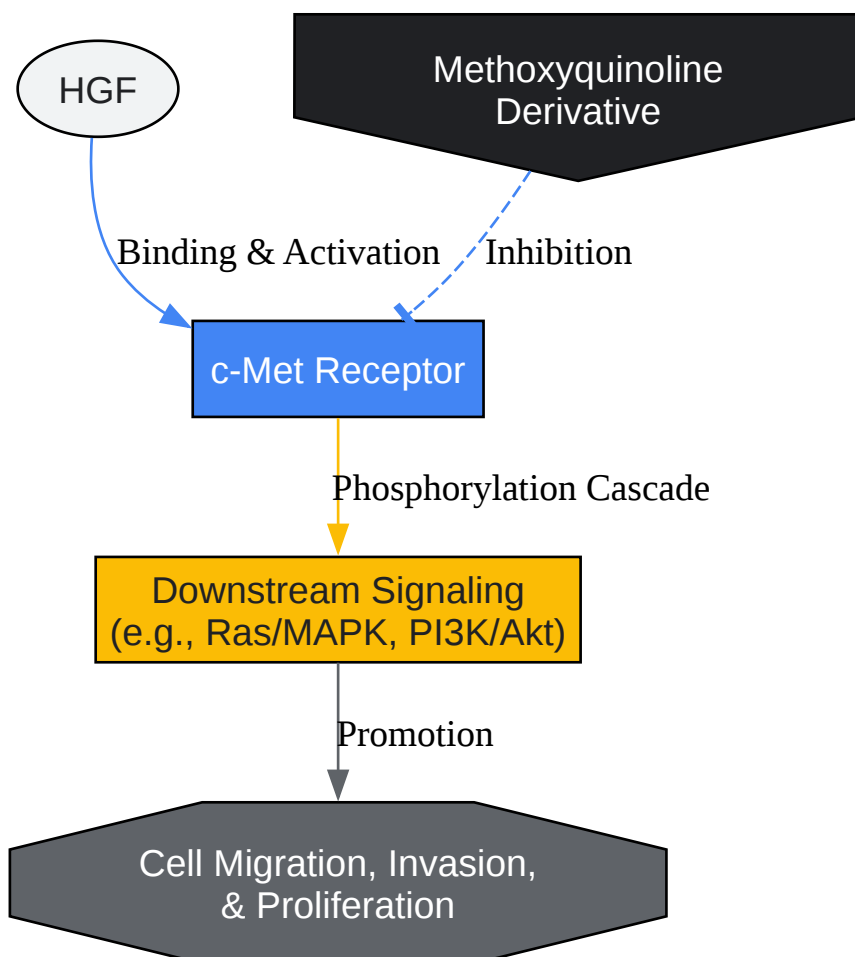 HGF
Methoxyquinoline
Derivative
Binding & Activation
Inhibition
c-Met Receptor
Phosphorylation Cascade
Downstream Signaling
(e.g., Ras/MAPK, PI3K/Akt)
Promotion
Cell Migration, Invasion,
& Proliferation